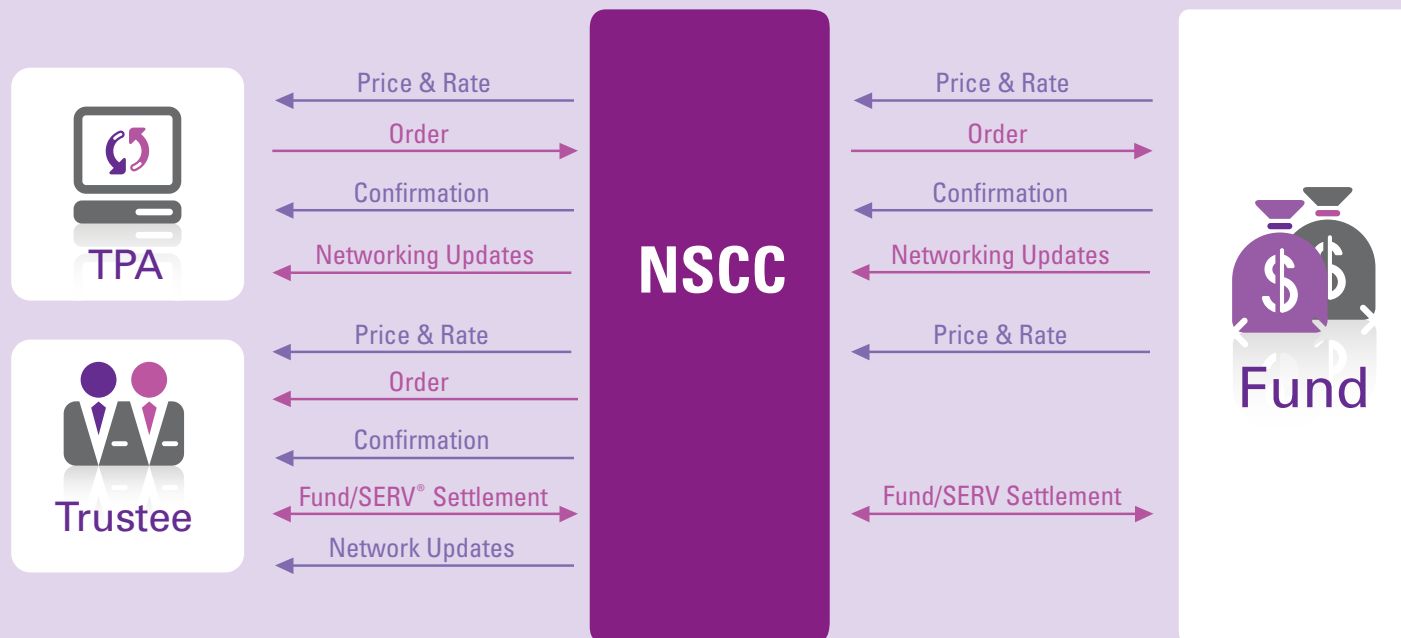 Price & Rate
Order
Confirmation
Networking Updates
TPA
Price & Rate
Order
Confirmation
Fund/SERV® Settlement
Network Updates
Trustee
NSCC
Price & Rate
Order
Confirmation
Networking Updates
Price & Rate
Fund/SERV Settlement
Fund